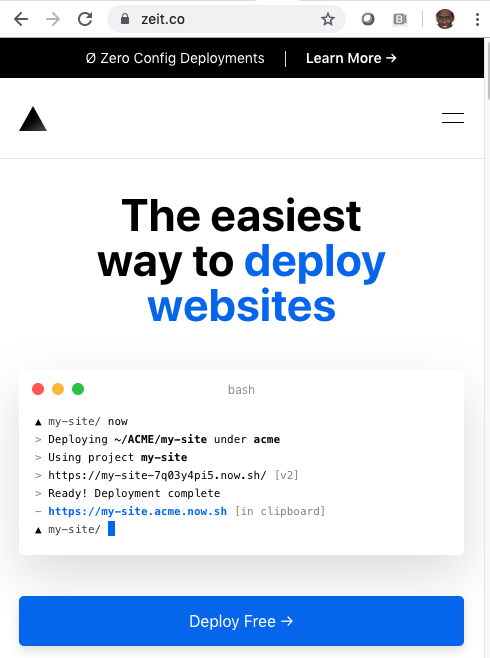 zeit.co
Ø Zero Config Deployments | Learn More →
The easiest
way to deploy
websites
bash
▲ my-site/ now
> Deploying ~/ACME/my-site under acme
> Using project my-site
> https://my-site-7q03y4pi5.now.sh/ [v2]
> Ready! Deployment complete
– https://my-site.acme.now.sh [in clipboard]
▲ my-site/
Deploy Free →